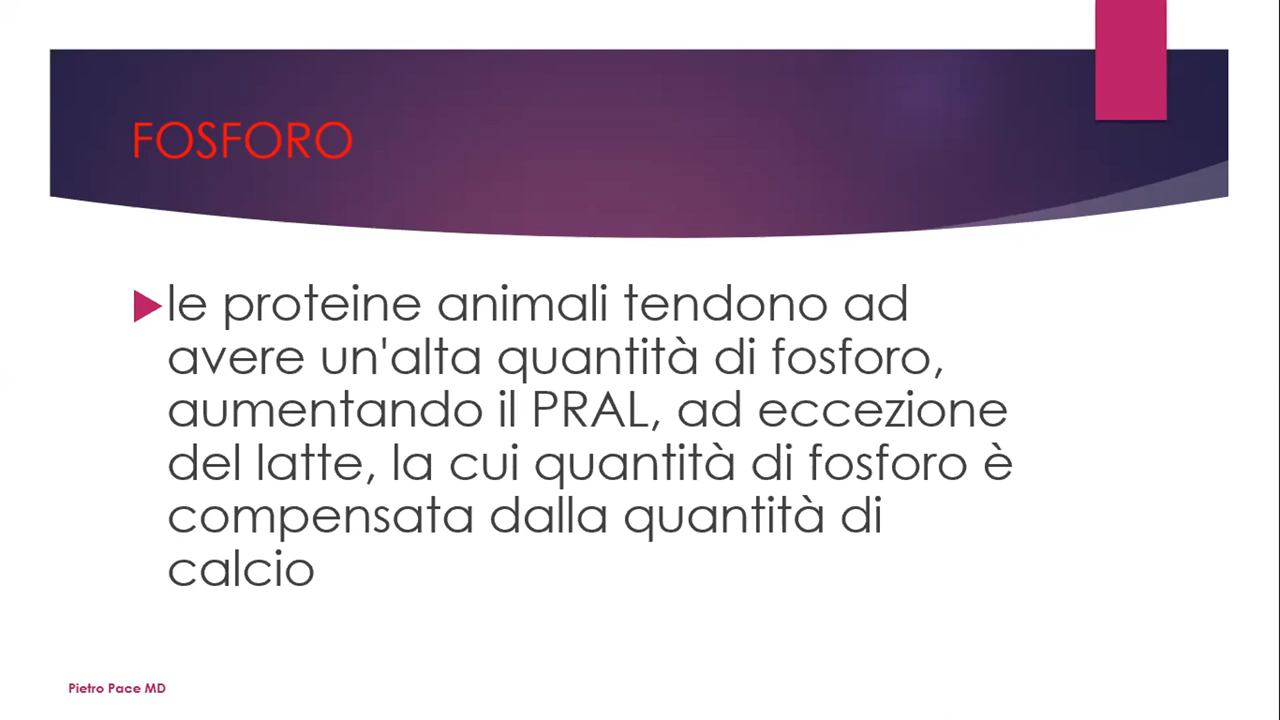 FOSFORO
le proteine animali tendono ad
avere un'alta quantità di fosforo,
aumentando il PRAL, ad eccezione
del latte, la cui quantità di fosforo è
compensata dalla quantità di
calcio
Pietro Pace MD